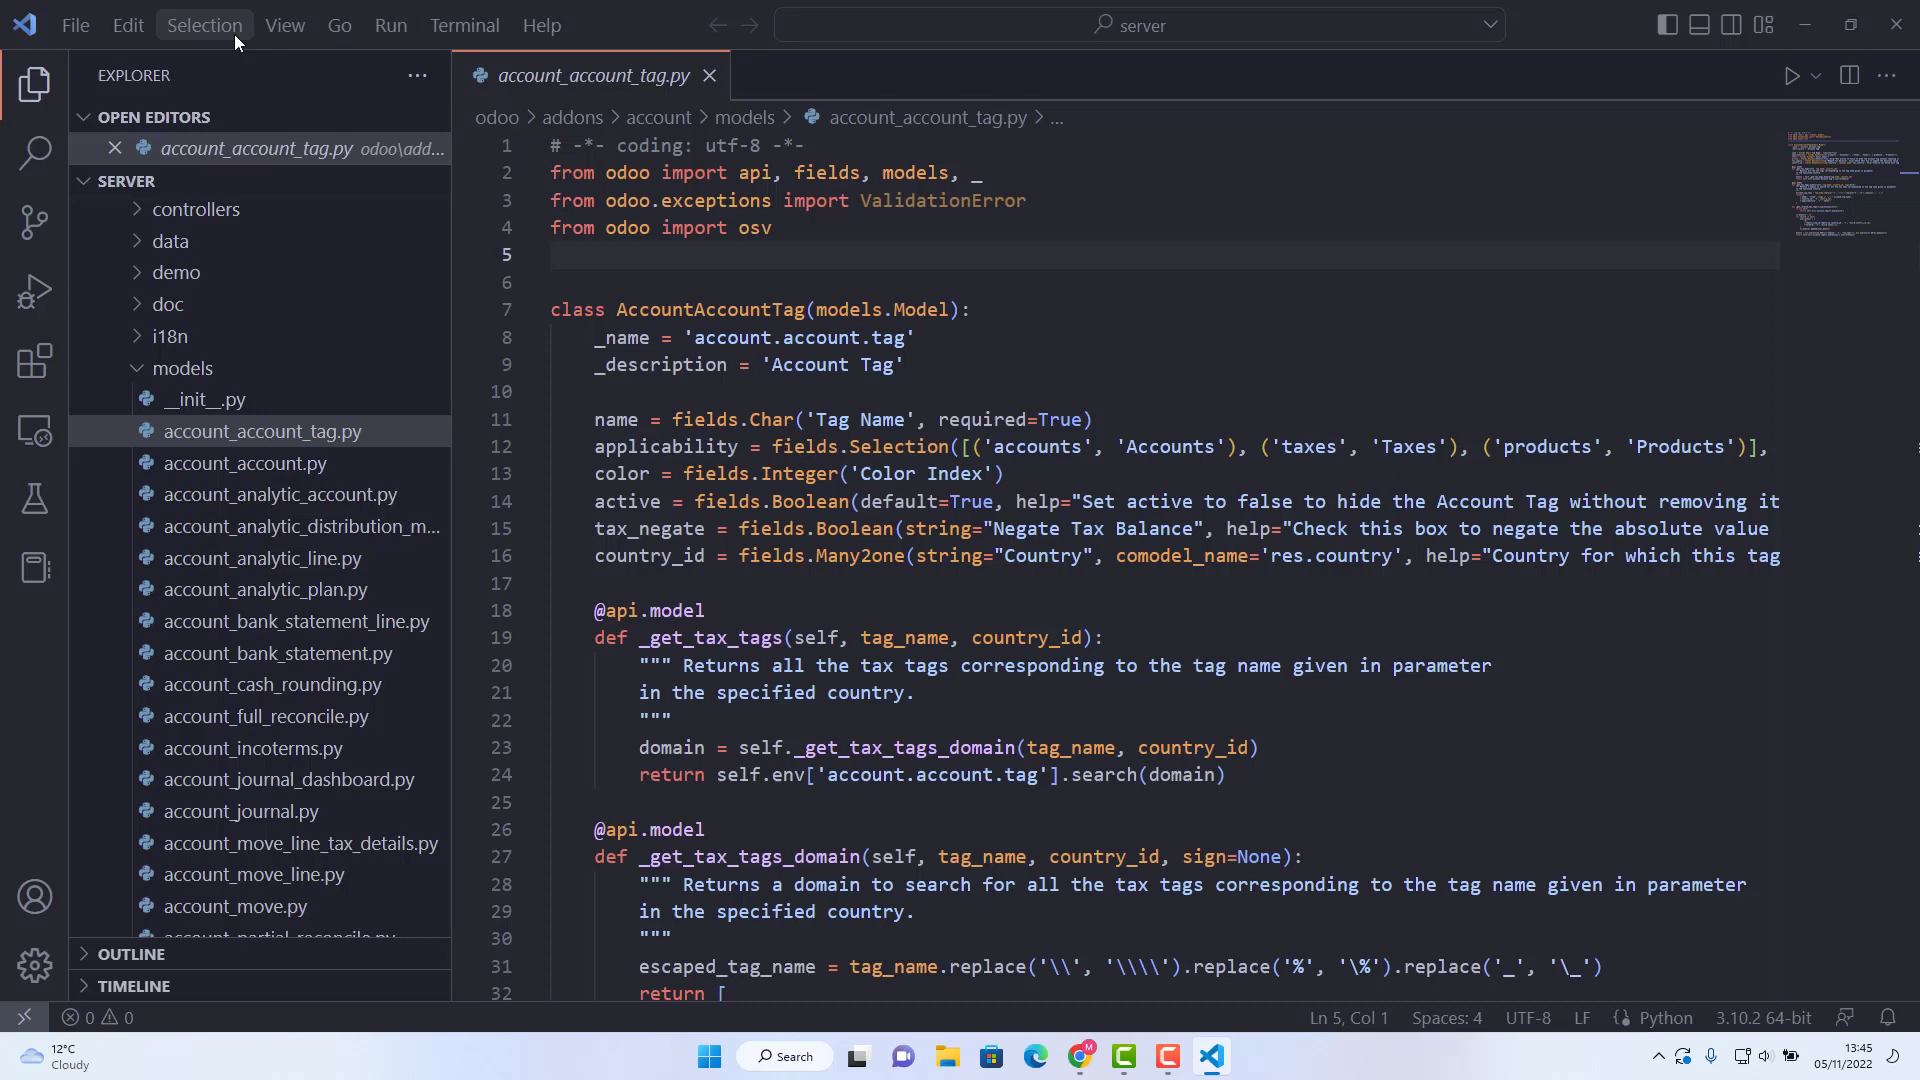 File Edit Selection View Go Run Terminal Help
server
EXPLORER
OPEN EDITORS
account_account_tag.py odoo\add...
SERVER
controllers
data
demo
doc
i18n
models
__init__.py
account_account_tag.py
account_account.py
account_analytic_account.py
account_analytic_distribution_m...
account_analytic_line.py
account_analytic_plan.py
account_bank_statement_line.py
account_bank_statement.py
account_cash_rounding.py
account_full_reconcile.py
account_incoterms.py
account_journal_dashboard.py
account_journal.py
account_move_line_tax_details.py
account_move_line.py
account_move.py
account_partial_reconcile.py
OUTLINE
TIMELINE
account_account_tag.py
odoo > addons > account > models > account_account_tag.py > ...
1 # -*- coding: utf-8 -*-
2 from odoo import api, fields, models, _
3 from odoo.exceptions import ValidationError
4 from odoo import osv
5
6
7 class AccountAccountTag(models.Model):
8 _name = 'account.account.tag'
9 _description = 'Account Tag'
10
11 name = fields.Char('Tag Name', required=True)
12 applicability = fields.Selection([('accounts', 'Accounts'), ('taxes', 'Taxes'), ('products', 'Products')],
13 color = fields.Integer('Color Index')
14 active = fields.Boolean(default=True, help="Set active to false to hide the Account Tag without removing it
15 tax_negate = fields.Boolean(string="Negate Tax Balance", help="Check this box to negate the absolute value
16 country_id = fields.Many2one(string="Country", comodel_name='res.country', help="Country for which this tag
17
18 @api.model
19 def _get_tax_tags(self, tag_name, country_id):
20 """ Returns all the tax tags corresponding to the tag name given in parameter
21 in the specified country.
22 """
23 domain = self._get_tax_tags_domain(tag_name, country_id)
24 return self.env['account.account.tag'].search(domain)
25
26 @api.model
27 def _get_tax_tags_domain(self, tag_name, country_id, sign=None):
28 """ Returns a domain to search for all the tax tags corresponding to the tag name given in parameter
29 in the specified country.
30 """
31 escaped_tag_name = tag_name.replace('\\', '\\\\').replace('%', '\%').replace('_', '\_')
32 return [
0 0
Ln 5, Col 1 Spaces: 4 UTF-8 LF Python 3.10.2 64-bit
12°C
Cloudy
Search
M
13:45
05/11/2022